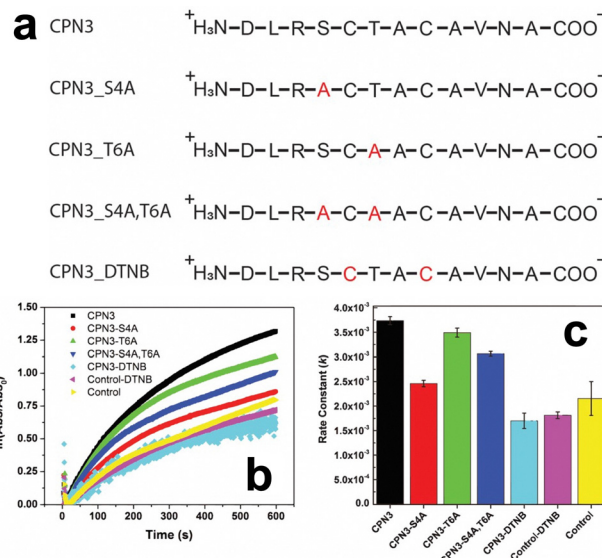 a
CPN3 ⁺H₃N–D–L–R–S–C–T–A–C–A–V–N–A–COO⁻
CPN3_S4A ⁺H₃N–D–L–R–A–C–T–A–C–A–V–N–A–COO⁻
CPN3_T6A ⁺H₃N–D–L–R–S–C–A–A–C–A–V–N–A–COO⁻
CPN3_S4A,T6A ⁺H₃N–D–L–R–A–C–A–A–C–A–V–N–A–COO⁻
CPN3_DTNB ⁺H₃N–D–L–R–S–C–T–A–C–A–V–N–A–COO⁻
b
1.50
1.25
1.00
0.75
0.50
0.25
0.00
CPN3
CPN3-S4A
CPN3-T6A
CPN3-S4A,T6A
CPN3-DTNB
Control-DTNB
Control
0 100 200 300 400 500 600 700
Time (s)
c
Rate Constant (k)
4.0x10⁻³
3.5x10⁻³
3.0x10⁻³
2.5x10⁻³
2.0x10⁻³
1.5x10⁻³
1.0x10⁻³
5.0x10⁻⁴
0.0
CPN3
CPN3-S4A
CPN3-T6A
CPN3-S4A,T6A
CPN3-DTNB
Control-DTNB
Control